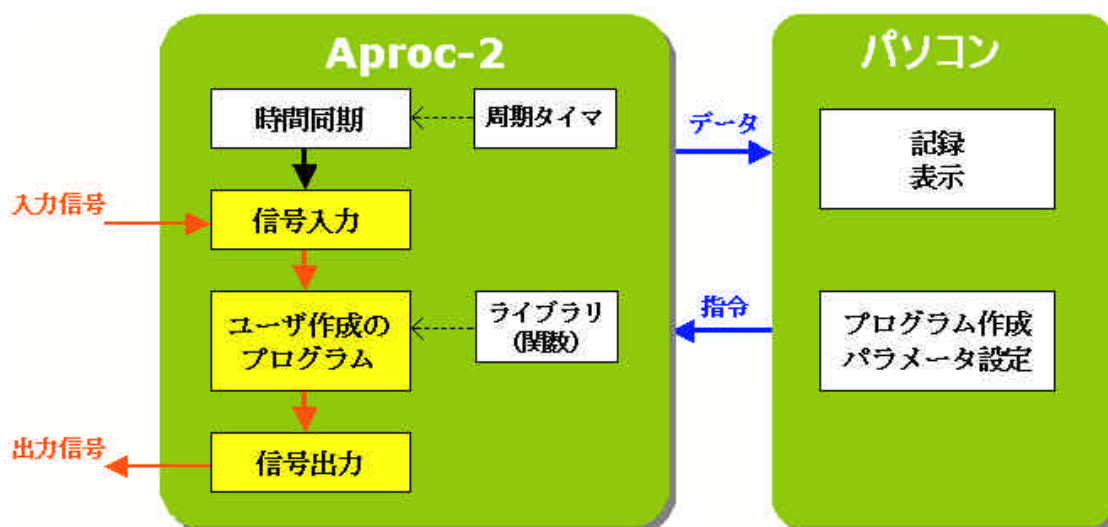 Aproc-2
時間同期
周期タイマ
入力信号
信号入力
ユーザ作成の
プログラム
ライブラリ
(関数)
出力信号
信号出力
データ
指令
パソコン
記録
表示
プログラム作成
パラメータ設定